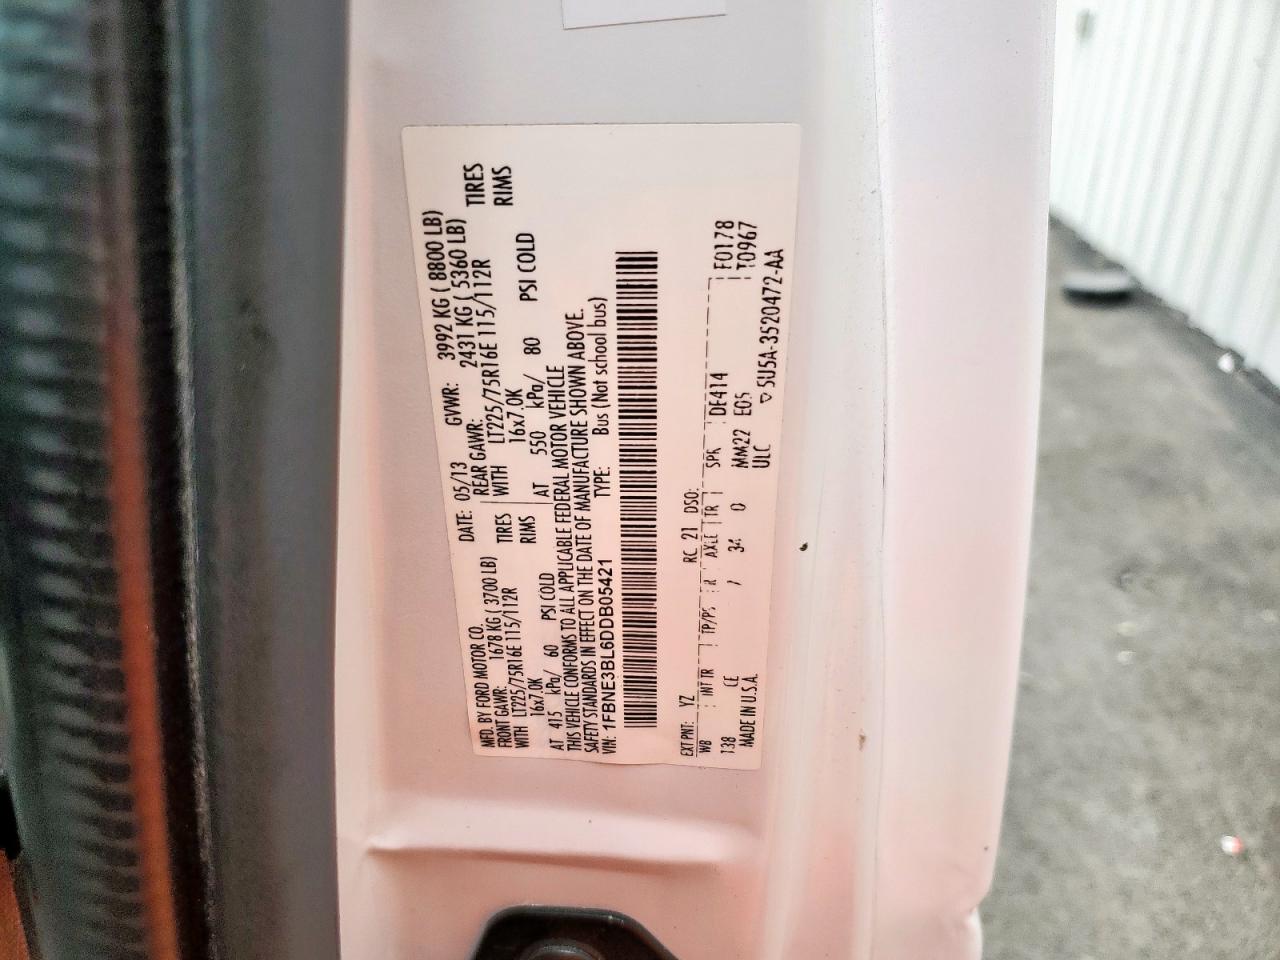 MFD. BY FORD MOTOR CO.
DATE: 05/13 GVWR: 3992 KG ( 8800 LB)
FRONT GAWR: 1678 KG ( 3700 LB) REAR GAWR: 2431 KG ( 5360 LB)
WITH LT225/75R16E 115/112R TIRES WITH LT225/75R16E 115/112R TIRES
16x7.0K RIMS 16x7.0K RIMS
AT 415 kPa/ 60 PSI COLD AT 550 kPa/ 80 PSI COLD
THIS VEHICLE CONFORMS TO ALL APPLICABLE FEDERAL MOTOR VEHICLE
SAFETY STANDARDS IN EFFECT ON THE DATE OF MANUFACTURE SHOWN ABOVE.
VIN: 1FBNE3BL6DDB05421 TYPE: Bus (Not school bus)
EXT PNT: YZ RC: 21 DSO:
WB INT TR TP/PS R AXLE TR SPR DE414 F0178
138 CE 7 34 0 MM22 E05 T0967
MADE IN U.S.A. ULC 5U5A-3520472-AA